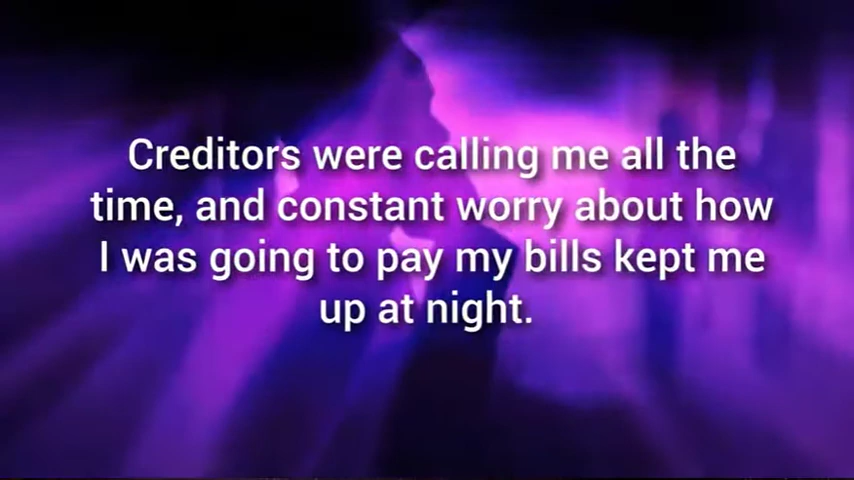 Creditors were calling me all the
time, and constant worry about how
I was going to pay my bills kept me
up at night.